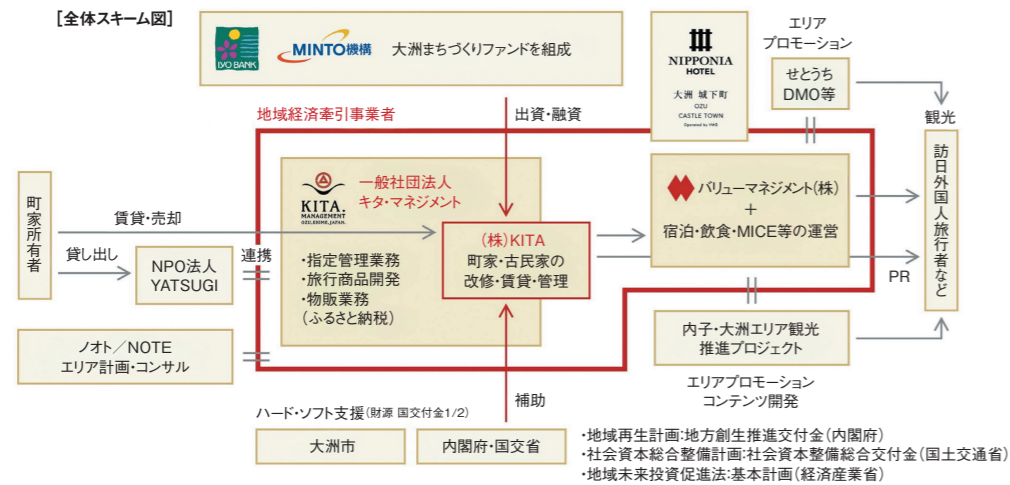 [全体スキーム図]
IYO BANK
MINTO機構
大洲まちづくりファンドを組成
NIPPONIA
HOTEL
大洲 城下町
OZU
CASTLE TOWN
Operated by VMG
エリア
プロモーション
せとうち
DMO等
観光
訪日外国人旅行者など
地域経済牽引事業者
出資・融資
町家所有者
賃貸・売却
貸し出し
NPO法人
YATSUGI
連携
KITA.
MANAGEMENT
OZU,EHIME,JAPAN.
一般社団法人
キタ・マネジメント
・指定管理業務
・旅行商品開発
・物販業務
(ふるさと納税)
(株)KITA
町家・古民家の
改修・賃貸・管理
バリューマネジメント(株)
+
宿泊・飲食・MICE等の運営
PR
ノオト／NOTE
エリア計画・コンサル
内子・大洲エリア観光
推進プロジェクト
エリアプロモーション
コンテンツ開発
補助
ハード・ソフト支援(財源 国交付金1/2)
大洲市
内閣府・国交省
・地域再生計画:地方創生推進交付金(内閣府)
・社会資本総合整備計画:社会資本整備総合交付金(国土交通省)
・地域未来投資促進法:基本計画(経済産業省)